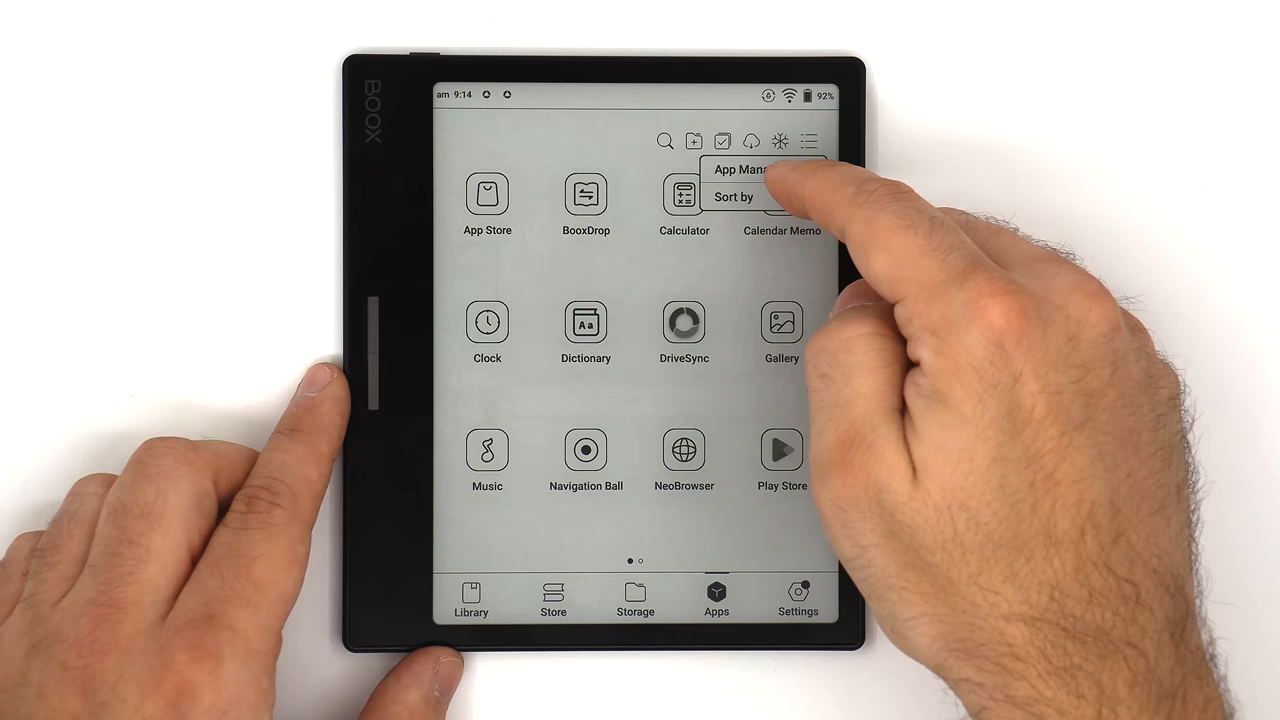 BOOX
am 9:14
92%
App Mana
Sort by
App Store
BooxDrop
Calculator
Calendar Memo
Clock
Dictionary
DriveSync
Gallery
Music
Navigation Ball
NeoBrowser
Play Store
Library
Store
Storage
Apps
Settings
Aa